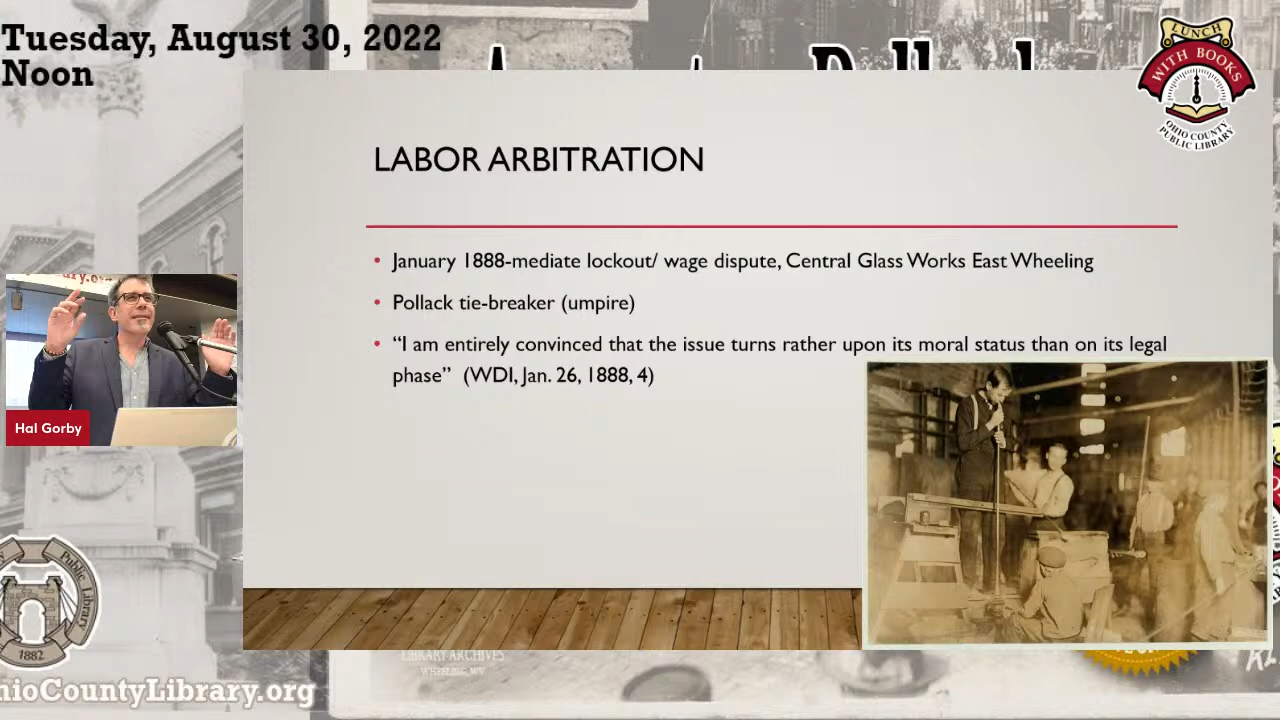 Tuesday, August 30, 2022
Noon
LUNCH
WITH BOOKS
OHIO COUNTY
PUBLIC LIBRARY
LABOR ARBITRATION
• January 1888-mediate lockout/ wage dispute, Central Glass Works East Wheeling
• Pollack tie-breaker (umpire)
• “I am entirely convinced that the issue turns rather upon its moral status than on its legal
phase” (WDI, Jan. 26, 1888, 4)
Hal Gorby
Public Library
1882
LIBRARY ARCHIVES
WHEELING, WV
hioCountyLibrary.org